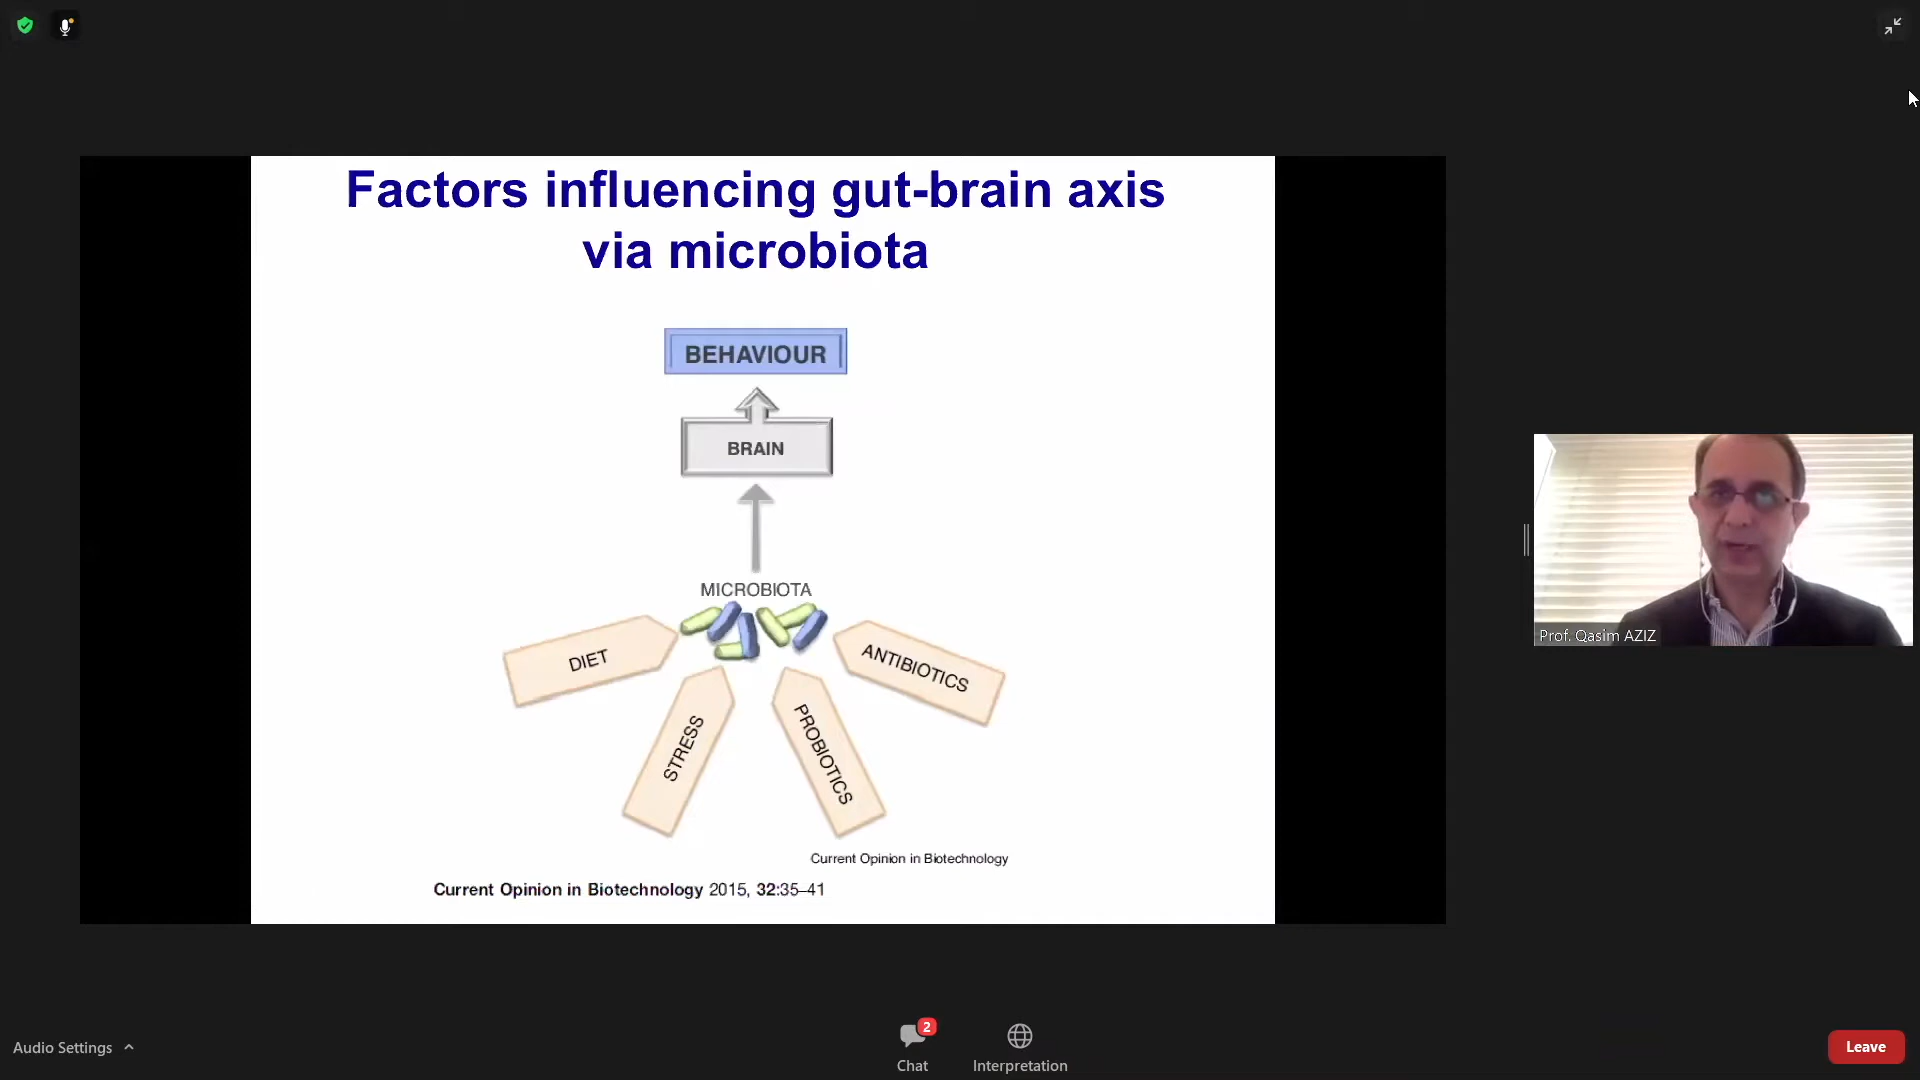 Factors influencing gut-brain axis
via microbiota
BEHAVIOUR
BRAIN
MICROBIOTA
DIET
STRESS
PROBIOTICS
ANTIBIOTICS
Current Opinion in Biotechnology
Current Opinion in Biotechnology 2015, 32:35–41
Prof. Qasim AZIZ
Audio Settings
2
Chat
Interpretation
Leave